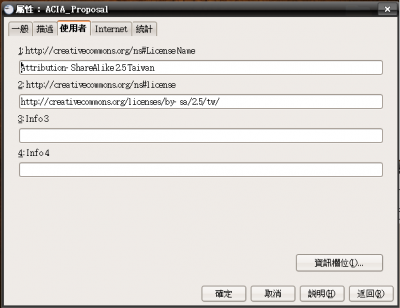 屬性： ACIA_Proposal
一般 描述 使用者 Internet 統計
1: http://creativecommons.org/ns#LicenseName
Attribution-ShareAlike 2.5 Taiwan
2: http://creativecommons.org/ns#license
http://creativecommons.org/licenses/by-sa/2.5/tw/
3: Info 3
4: Info 4
資訊欄位(I)...
確定 取消 說明(H) 返回(R)